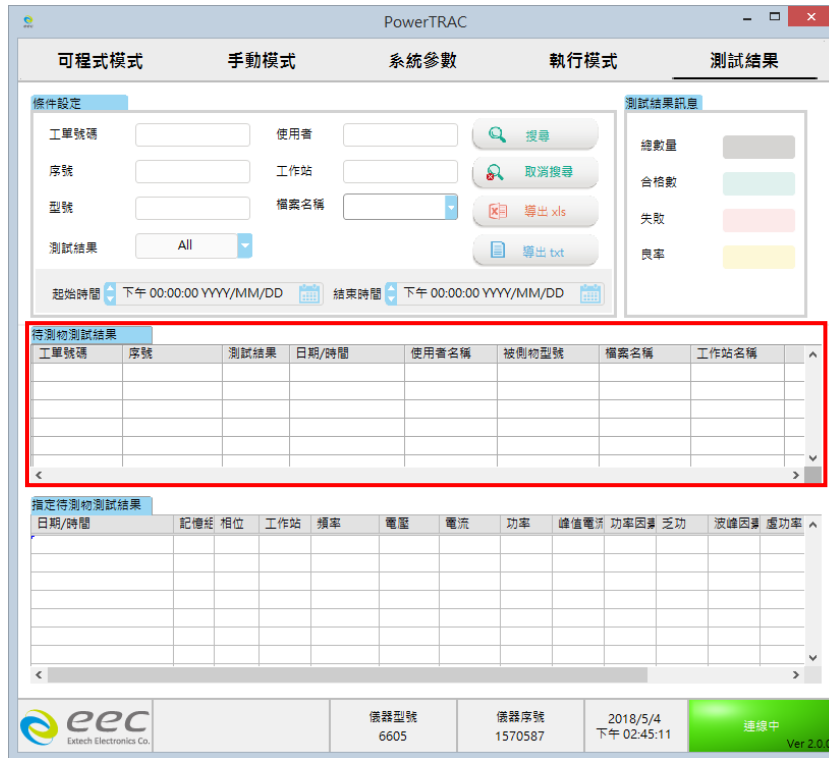 eec PowerTRAC
可程式模式 手動模式 系統參數 執行模式 測試結果
條件設定 測試結果訊息
工單號碼 使用者 搜尋 總數量
序號 工作站 取消搜尋 合格數
型號 檔案名稱 導出 xls 失敗
測試結果 All 導出 txt 良率
起始時間 下午 00:00:00 YYYY/MM/DD 結束時間 下午 00:00:00 YYYY/MM/DD
待測物測試結果
工單號碼 序號 測試結果 日期/時間 使用者名稱 被側物型號 檔案名稱 工作站名稱
指定待測物測試結果
日期/時間 記憶組 相位 工作站 頻率 電壓 電流 功率 峰值電流 功率因素 乏功 波峰因素 虛功率
eec 儀器型號 儀器序號 2018/5/4 連線中
Extech Electronics Co. 6605 1570587 下午 02:45:11 Ver 2.0.0